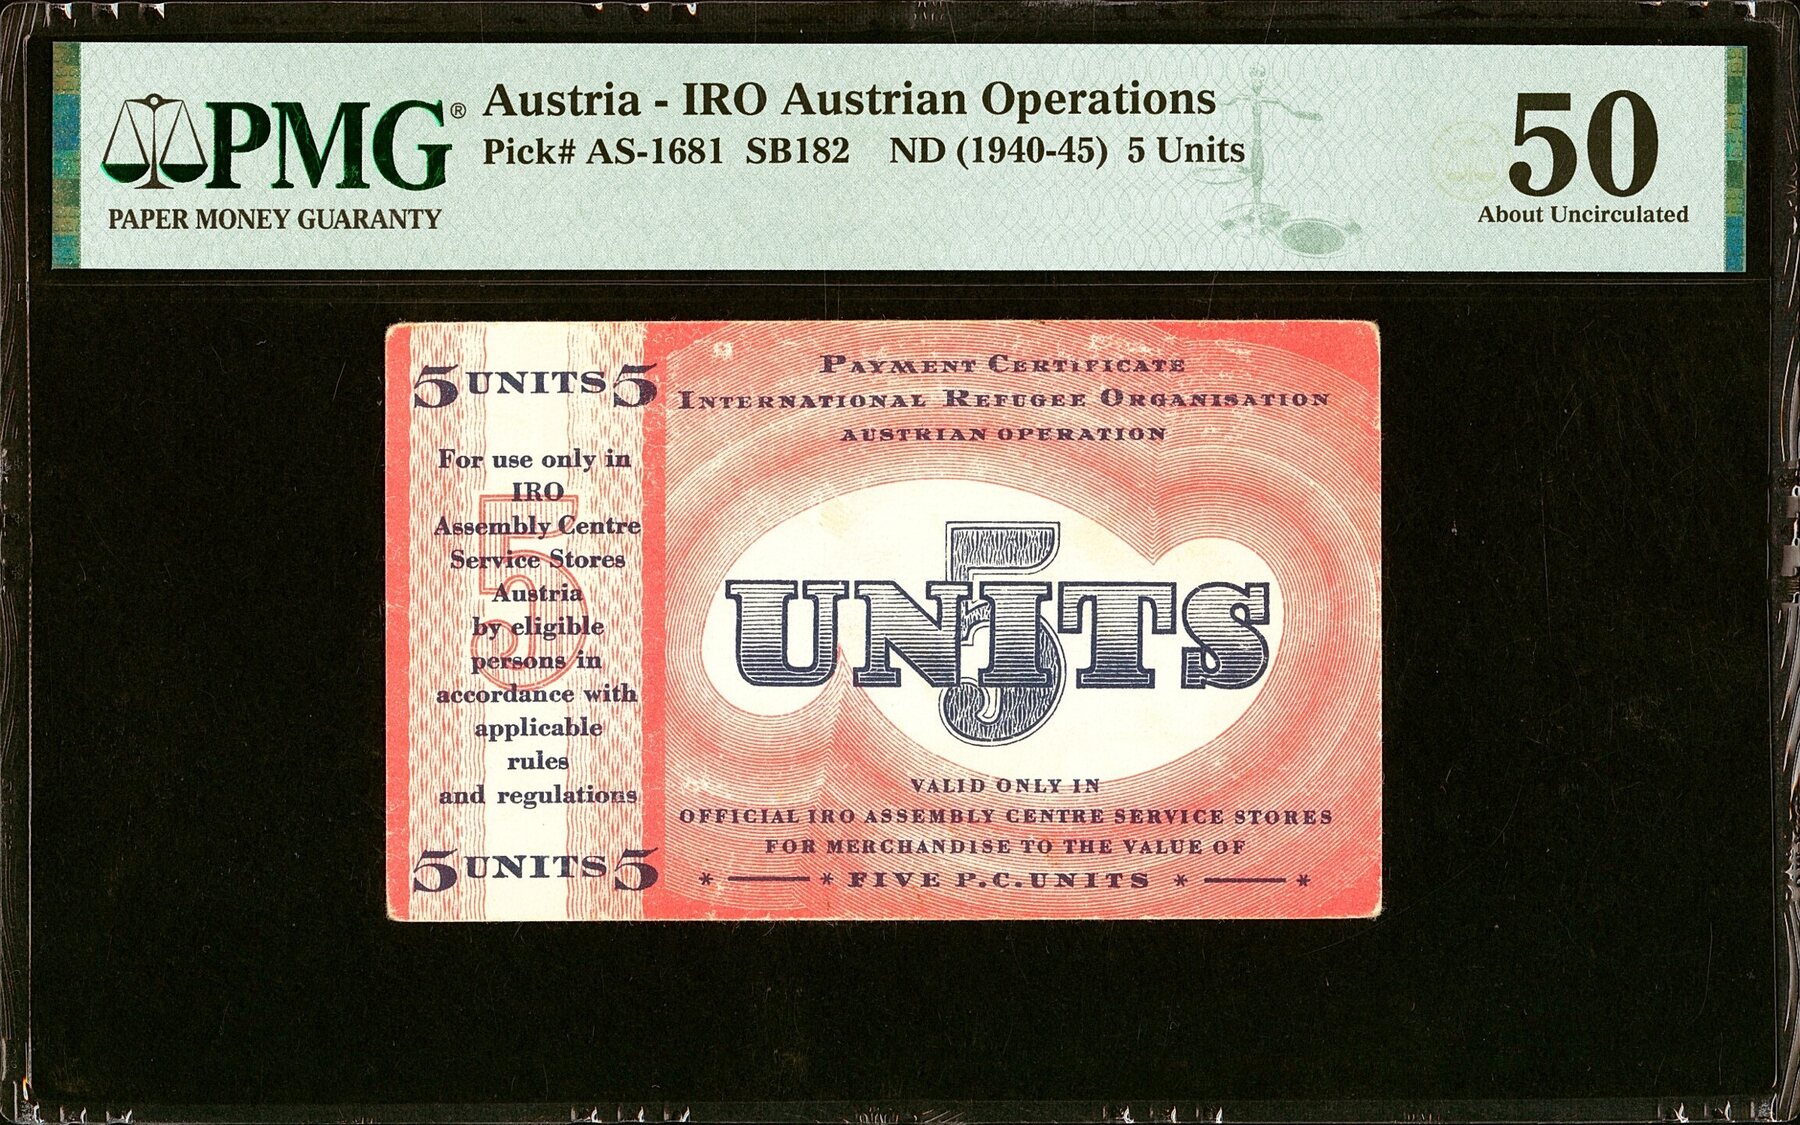 PMG®
PAPER MONEY GUARANTY
Austria - IRO Austrian Operations
Pick# AS-1681 SB182 ND (1940-45) 5 Units
50
About Uncirculated
5 UNITS 5
For use only in
IRO
Assembly Centre
Service Stores
Austria
by eligible
persons in
accordance with
applicable
rules
and regulations
5 UNITS 5
5
PAYMENT CERTIFICATE
INTERNATIONAL REFUGEE ORGANISATION
AUSTRIAN OPERATION
5
UNITS
VALID ONLY IN
OFFICIAL IRO ASSEMBLY CENTRE SERVICE STORES
FOR MERCHANDISE TO THE VALUE OF
* — * FIVE P.C.UNITS * — *